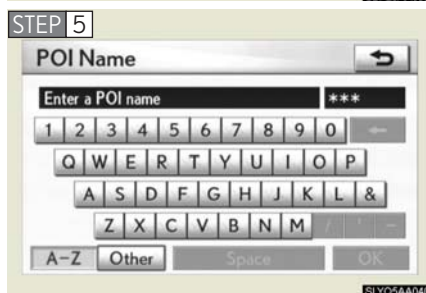 STEP 5
POI Name
Enter a POI name ***
1 2 3 4 5 6 7 8 9 0 ←
Q W E R T Y U I O P
A S D F G H J K L &
Z X C V B N M / ' -
A-Z Other Space OK
SLYO5AA040